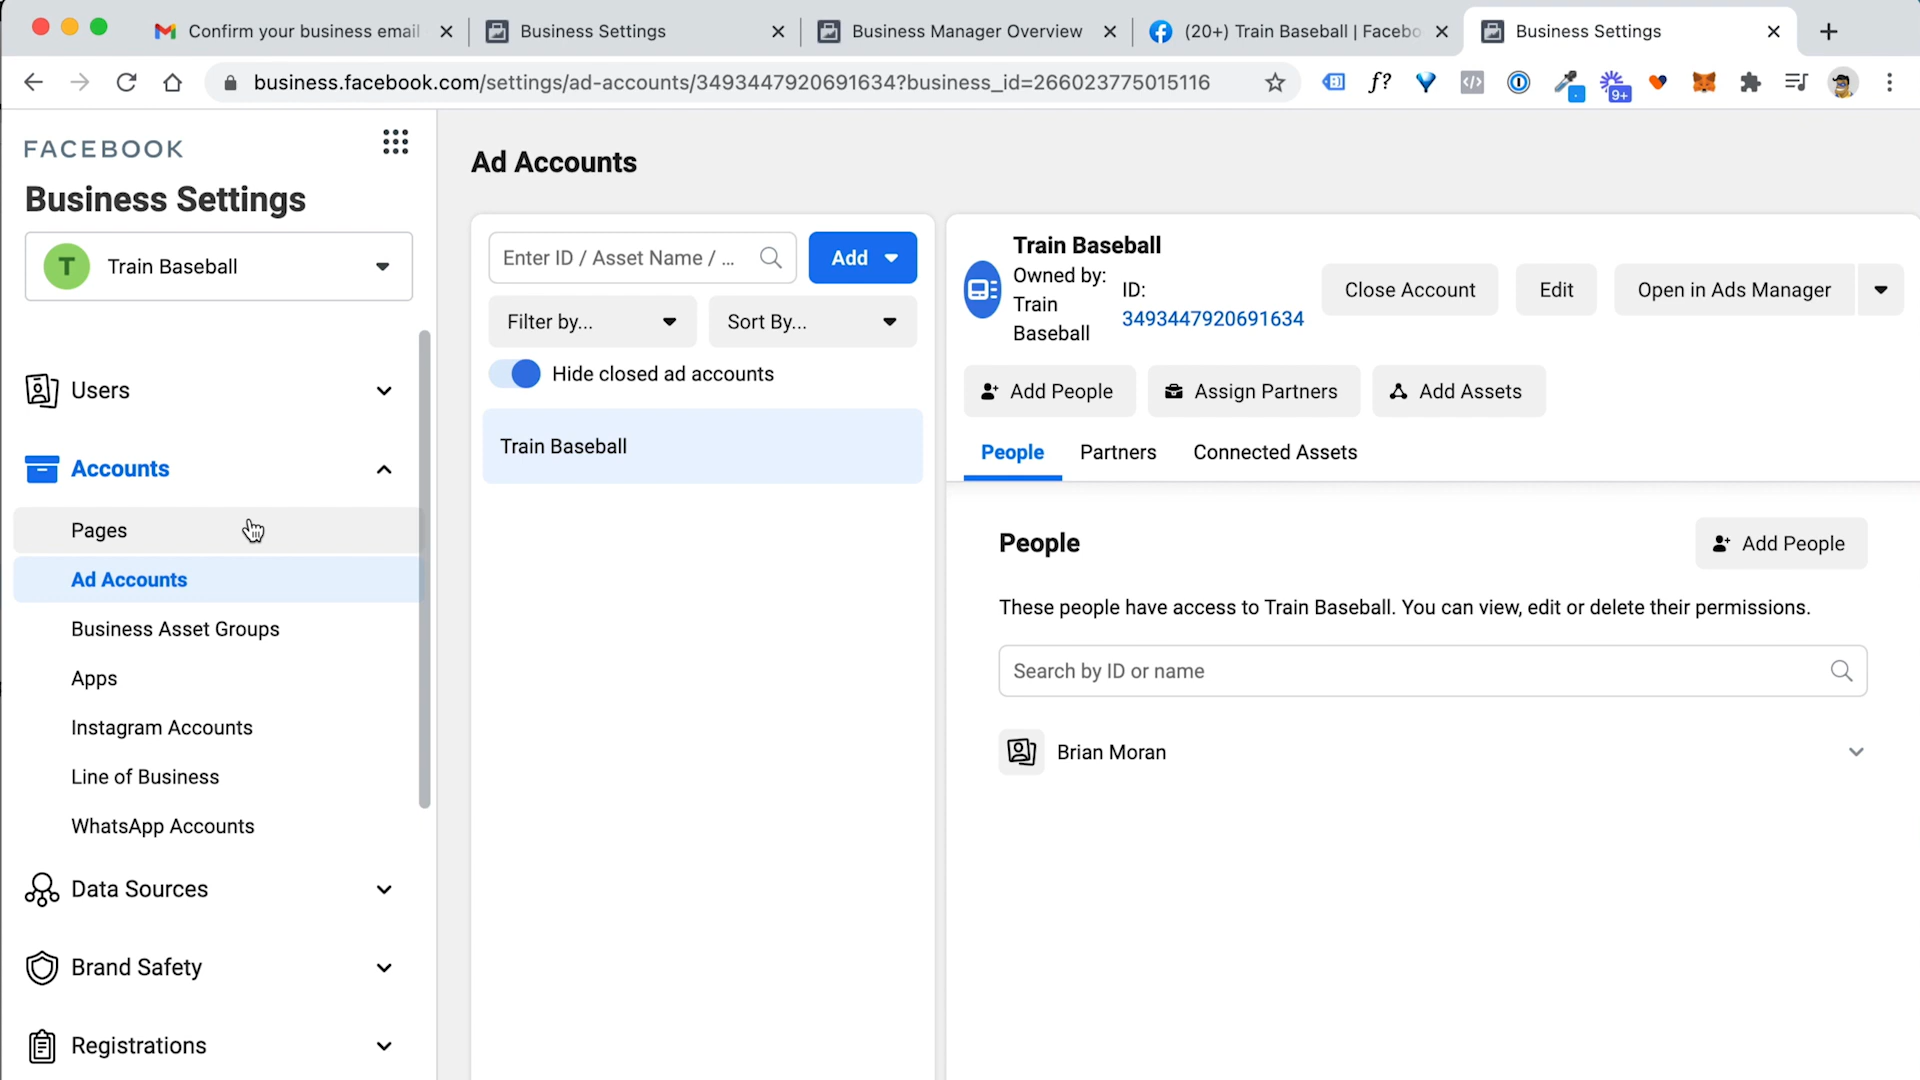 Confirm your business email
Business Settings
Business Manager Overview
(20+) Train Baseball | Facebo
Business Settings
business.facebook.com/settings/ad-accounts/3493447920691634?business_id=266023775015116
f?
9+
FACEBOOK
Business Settings
T
Train Baseball
Users
Accounts
Pages
Ad Accounts
Business Asset Groups
Apps
Instagram Accounts
Line of Business
WhatsApp Accounts
Data Sources
Brand Safety
Registrations
Ad Accounts
Enter ID / Asset Name / ...
Add
Filter by...
Sort By...
Hide closed ad accounts
Train Baseball
Train Baseball
Owned by:
Train
Baseball
ID:
3493447920691634
Close Account
Edit
Open in Ads Manager
Add People
Assign Partners
Add Assets
People
Partners
Connected Assets
People
Add People
These people have access to Train Baseball. You can view, edit or delete their permissions.
Search by ID or name
Brian Moran